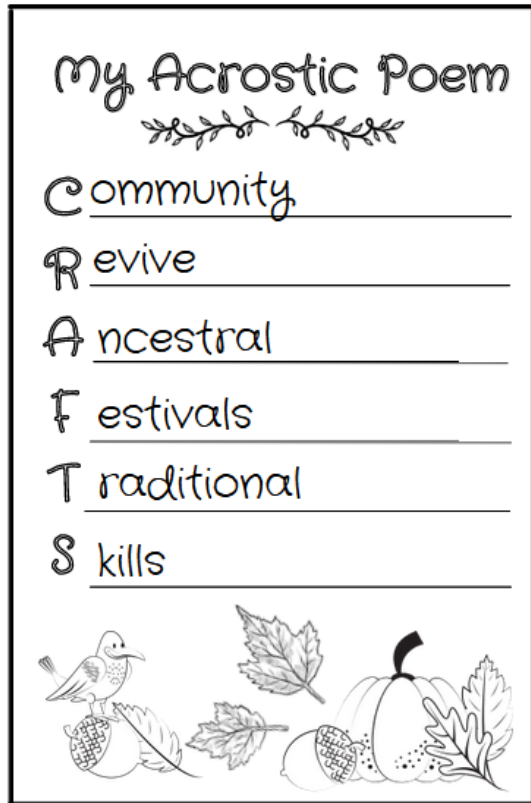 My Acrostic Poem
Community
Revive
Ancestral
Festivals
Traditional
Skills